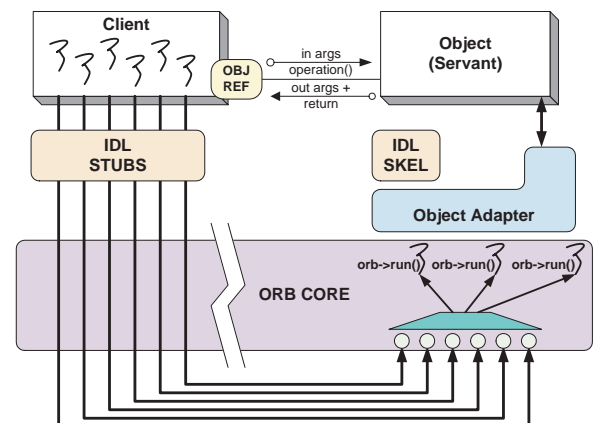 Client
OBJ
REF
in args
operation()
out args +
return
Object
(Servant)
IDL
STUBS
IDL
SKEL
Object Adapter
orb->run() orb->run() orb->run()
ORB CORE